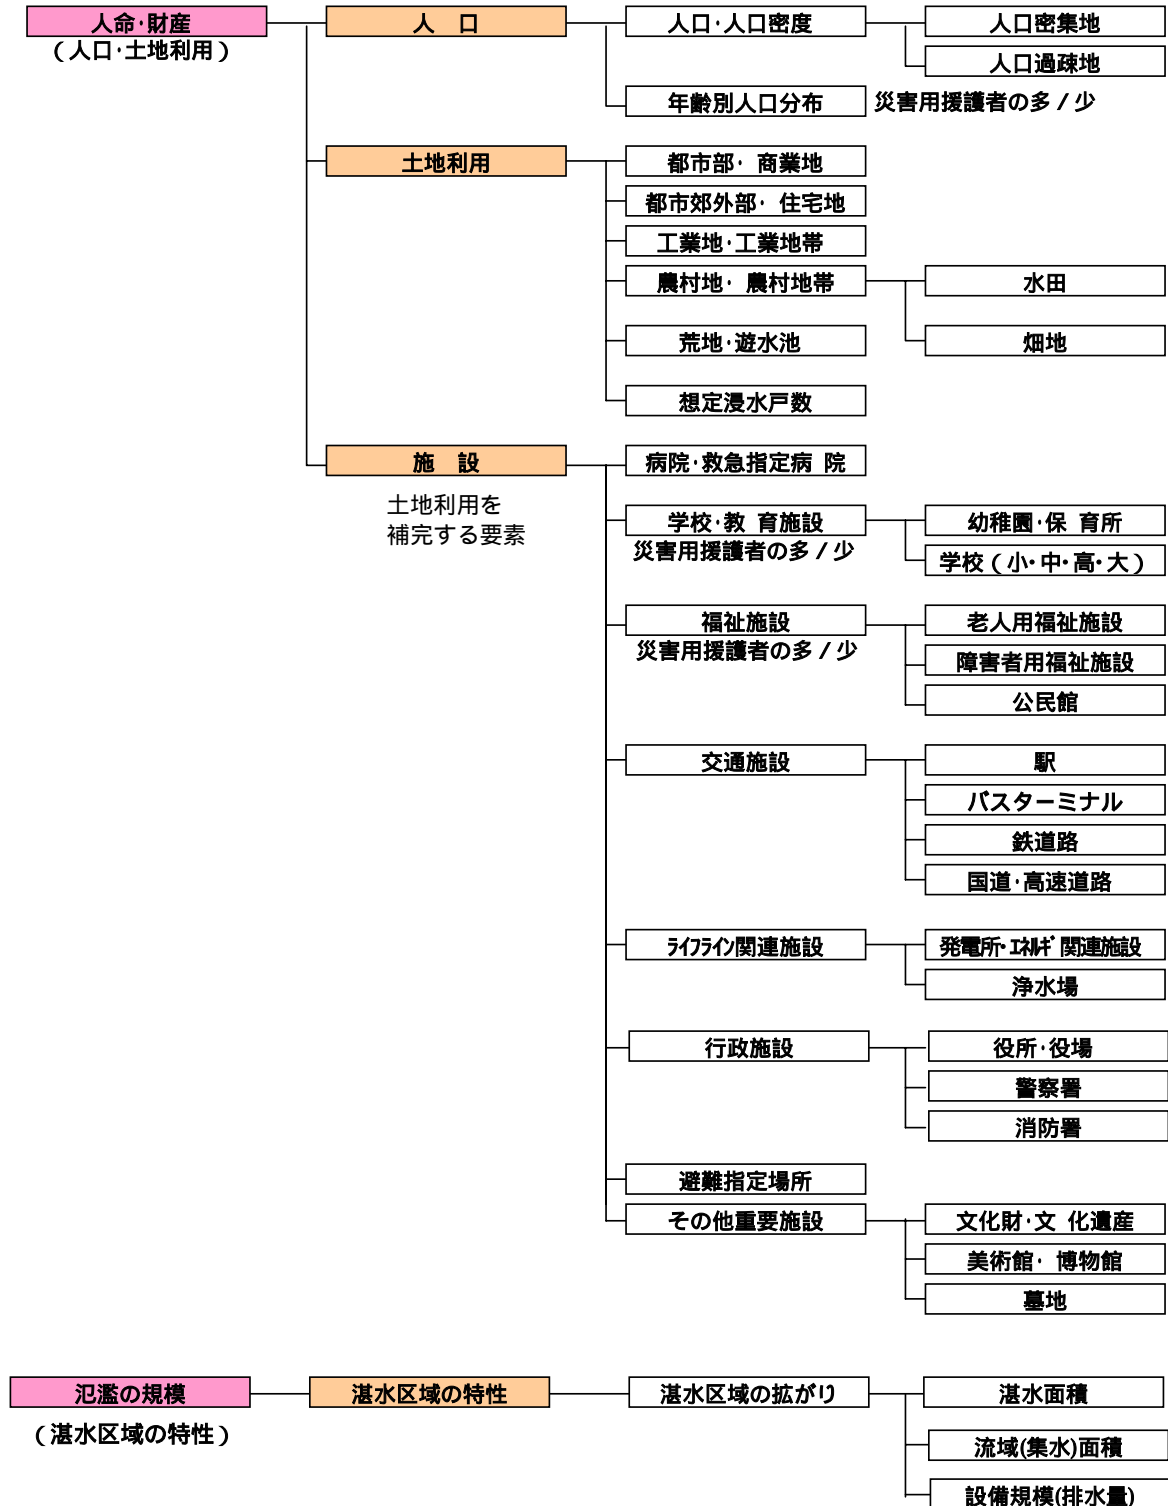 人命・財産
(人口・土地利用)
人 口
人口・人口密度
人口密集地
人口過疎地
年齢別人口分布
災害用援護者の多/少
土地利用
都市部・ 商業地
都市郊外部・ 住宅地
工業地・工業地帯
農村地・ 農村地帯
水田
畑地
荒地・遊水池
想定浸水戸数
施 設
土地利用を
補完する要素
病院・救急指定病 院
学校・教 育施設
災害用援護者の多/少
幼稚園・保 育所
学校(小・中・高・大)
福祉施設
災害用援護者の多/少
老人用福祉施設
障害者用福祉施設
公民館
交通施設
駅
バスターミナル
鉄道路
国道・高速道路
ﾗｲﾌﾗｲﾝ関連施設
発電所・ｴﾈﾙｷﾞ関連施設
浄水場
行政施設
役所・役場
警察署
消防署
避難指定場所
その他重要施設
文化財・文 化遺産
美術館・ 博物館
墓地
氾濫の規模
(湛水区域の特性)
湛水区域の特性
湛水区域の拡がり
湛水面積
流域(集水)面積
設備規模(排水量)